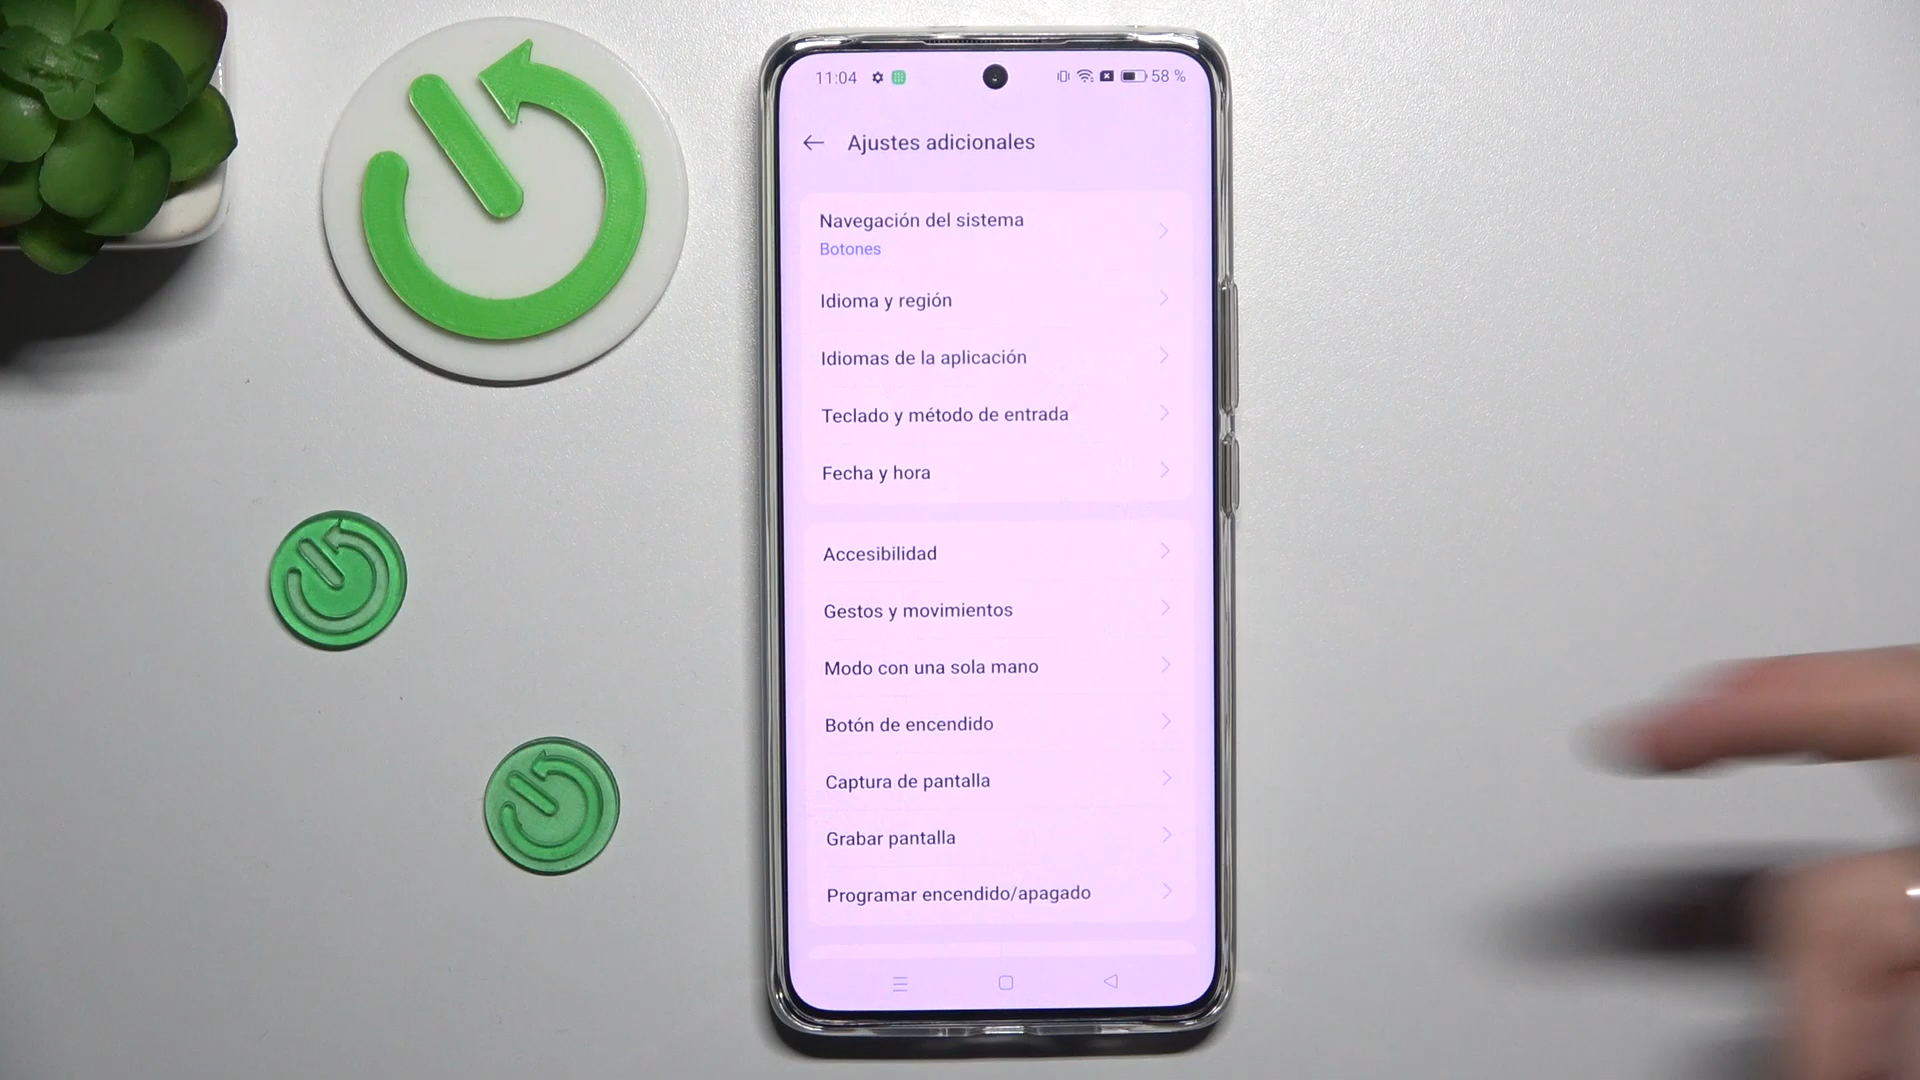 11:04
58 %
Ajustes adicionales
Navegación del sistema
Botones
Idioma y región
Idiomas de la aplicación
Teclado y método de entrada
Fecha y hora
Accesibilidad
Gestos y movimientos
Modo con una sola mano
Botón de encendido
Captura de pantalla
Grabar pantalla
Programar encendido/apagado